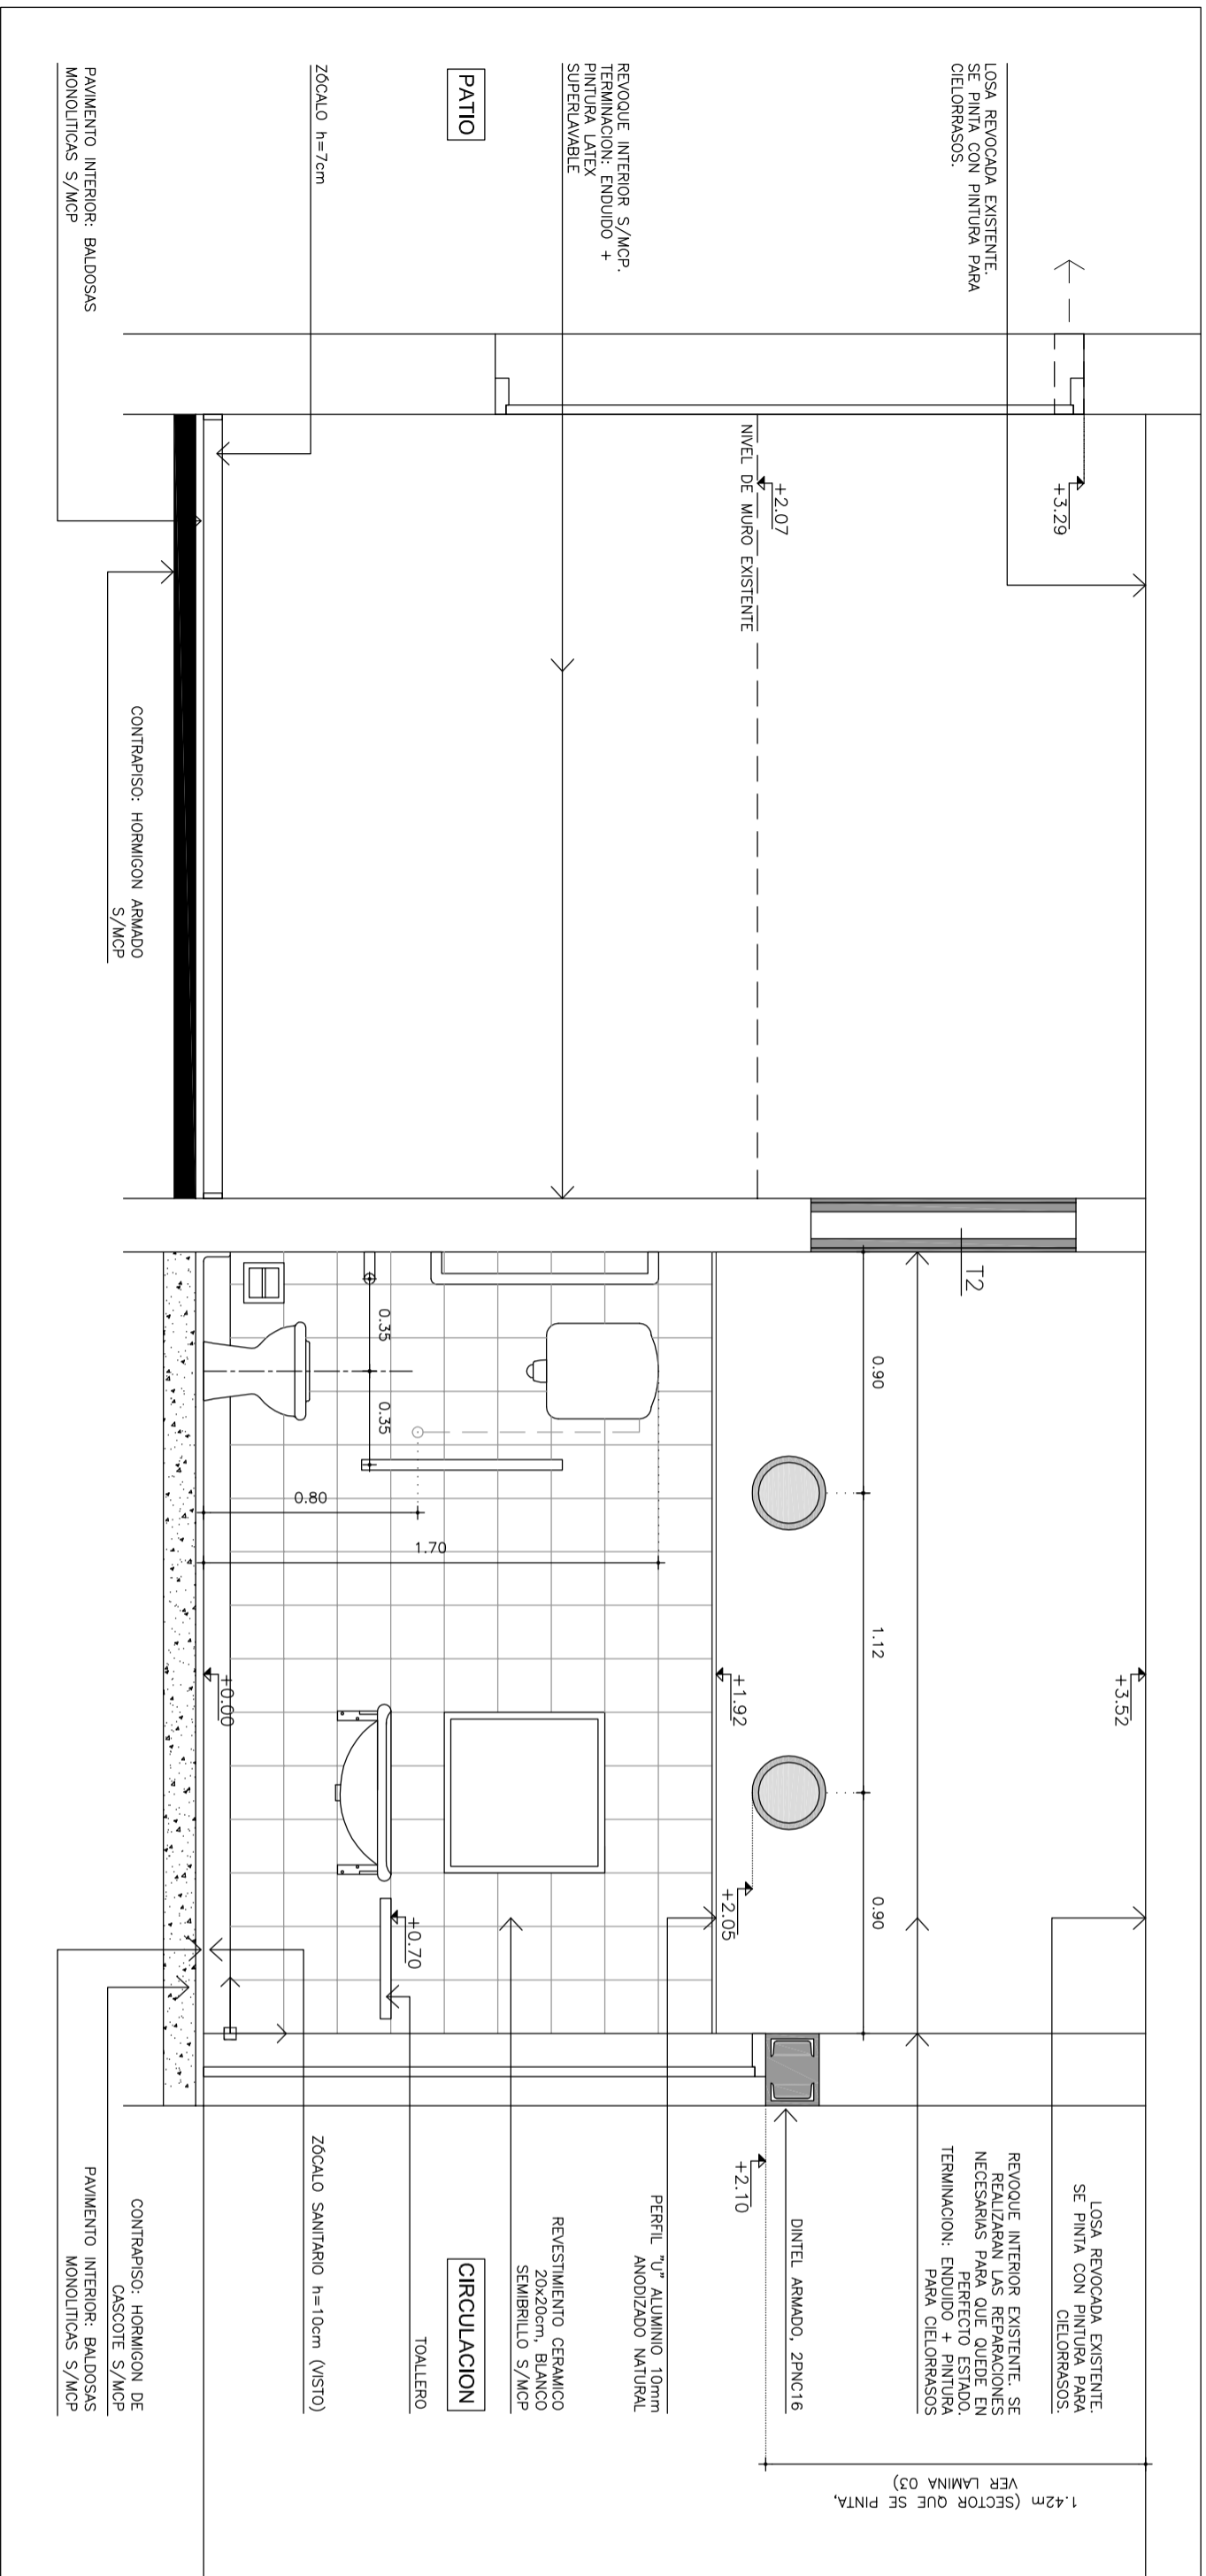 LOSA REVOCADA EXISTENTE.
SE PINTA CON PINTURA PARA
CIELORRASOS.
REVOQUE INTERIOR S/MCP.
TERMINACION: ENDUIDO +
PINTURA LATEX
SUPERLAVABLE
PATIO
ZÓCALO h=7cm
PAVIMENTO INTERIOR: BALDOSAS
MONOLITICAS S/MCP
+3.29
+2.07
NIVEL DE MURO EXISTENTE
CONTRAPISO: HORMIGON ARMADO
S/MCP
T2
0.90
1.12
0.90
0.35
0.35
0.80
1.70
+3.52
+1.92
+0.00
+2.05
+0.70
+2.10
LOSA REVOCADA EXISTENTE.
SE PINTA CON PINTURA PARA
CIELORRASOS.
REVOQUE INTERIOR EXISTENTE. SE
REALIZARAN LAS REPARACIONES
NECESARIAS PARA QUE QUEDE EN
PERFECTO ESTADO.
TERMINACION: ENDUIDO + PINTURA
PARA CIELORRASOS
DINTEL ARMADO, 2PNC16
PERFIL "U" ALUMINIO 10mm
ANODIZADO NATURAL
REVESTIMIENTO CERAMICO
20x20cm, BLANCO
SEMIBRILLO S/MCP
CIRCULACION
TOALLERO
ZÓCALO SANITARIO h=10cm (VISTO)
CONTRAPISO: HORMIGON DE
CASCOTE S/MCP
PAVIMENTO INTERIOR: BALDOSAS
MONOLITICAS S/MCP
1.42m (SECTOR QUE SE PINTA,
VER LAMINA 03)